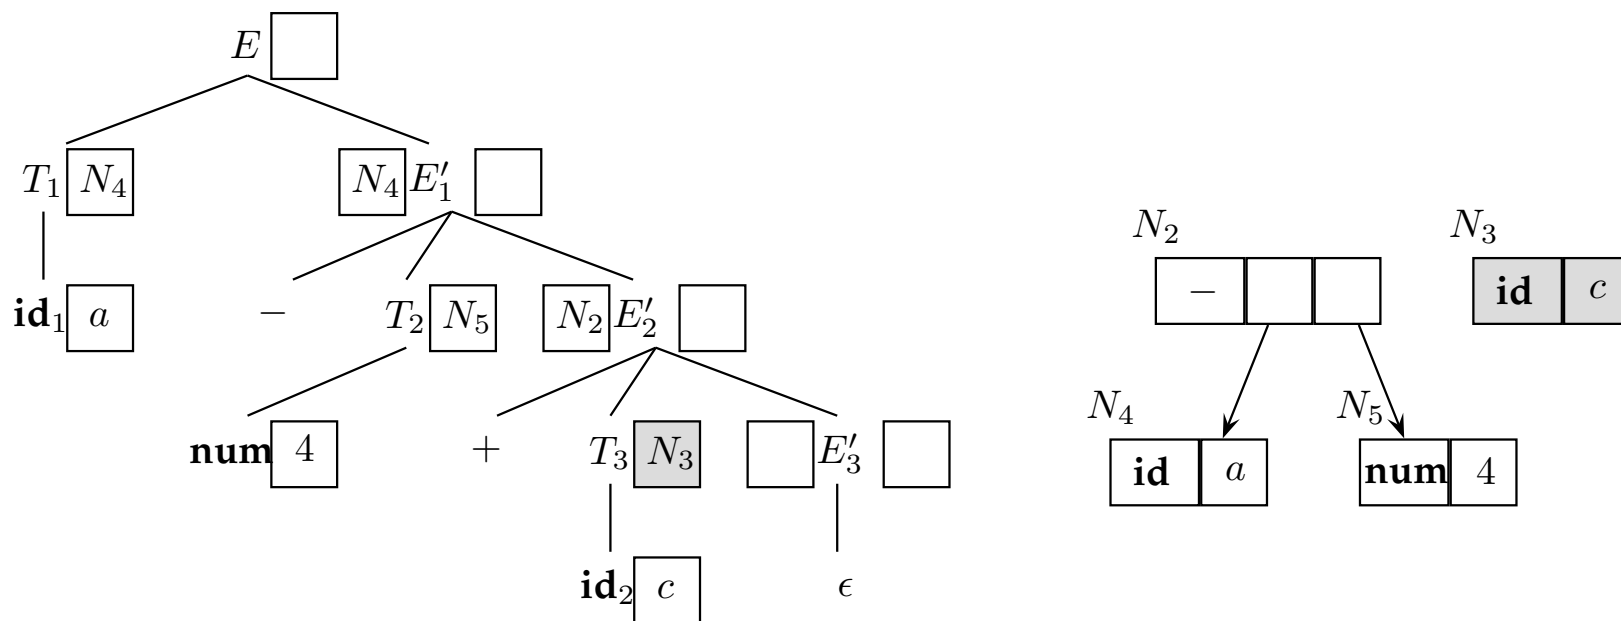 E
T₁ N₄ N₄ E′₁
N₂ N₃
− id c
id₁ a − T₂ N₅ N₂ E′₂
N₄ N₅
num 4 + T₃ N₃ E′₃
id a num 4
id₂ c ϵ